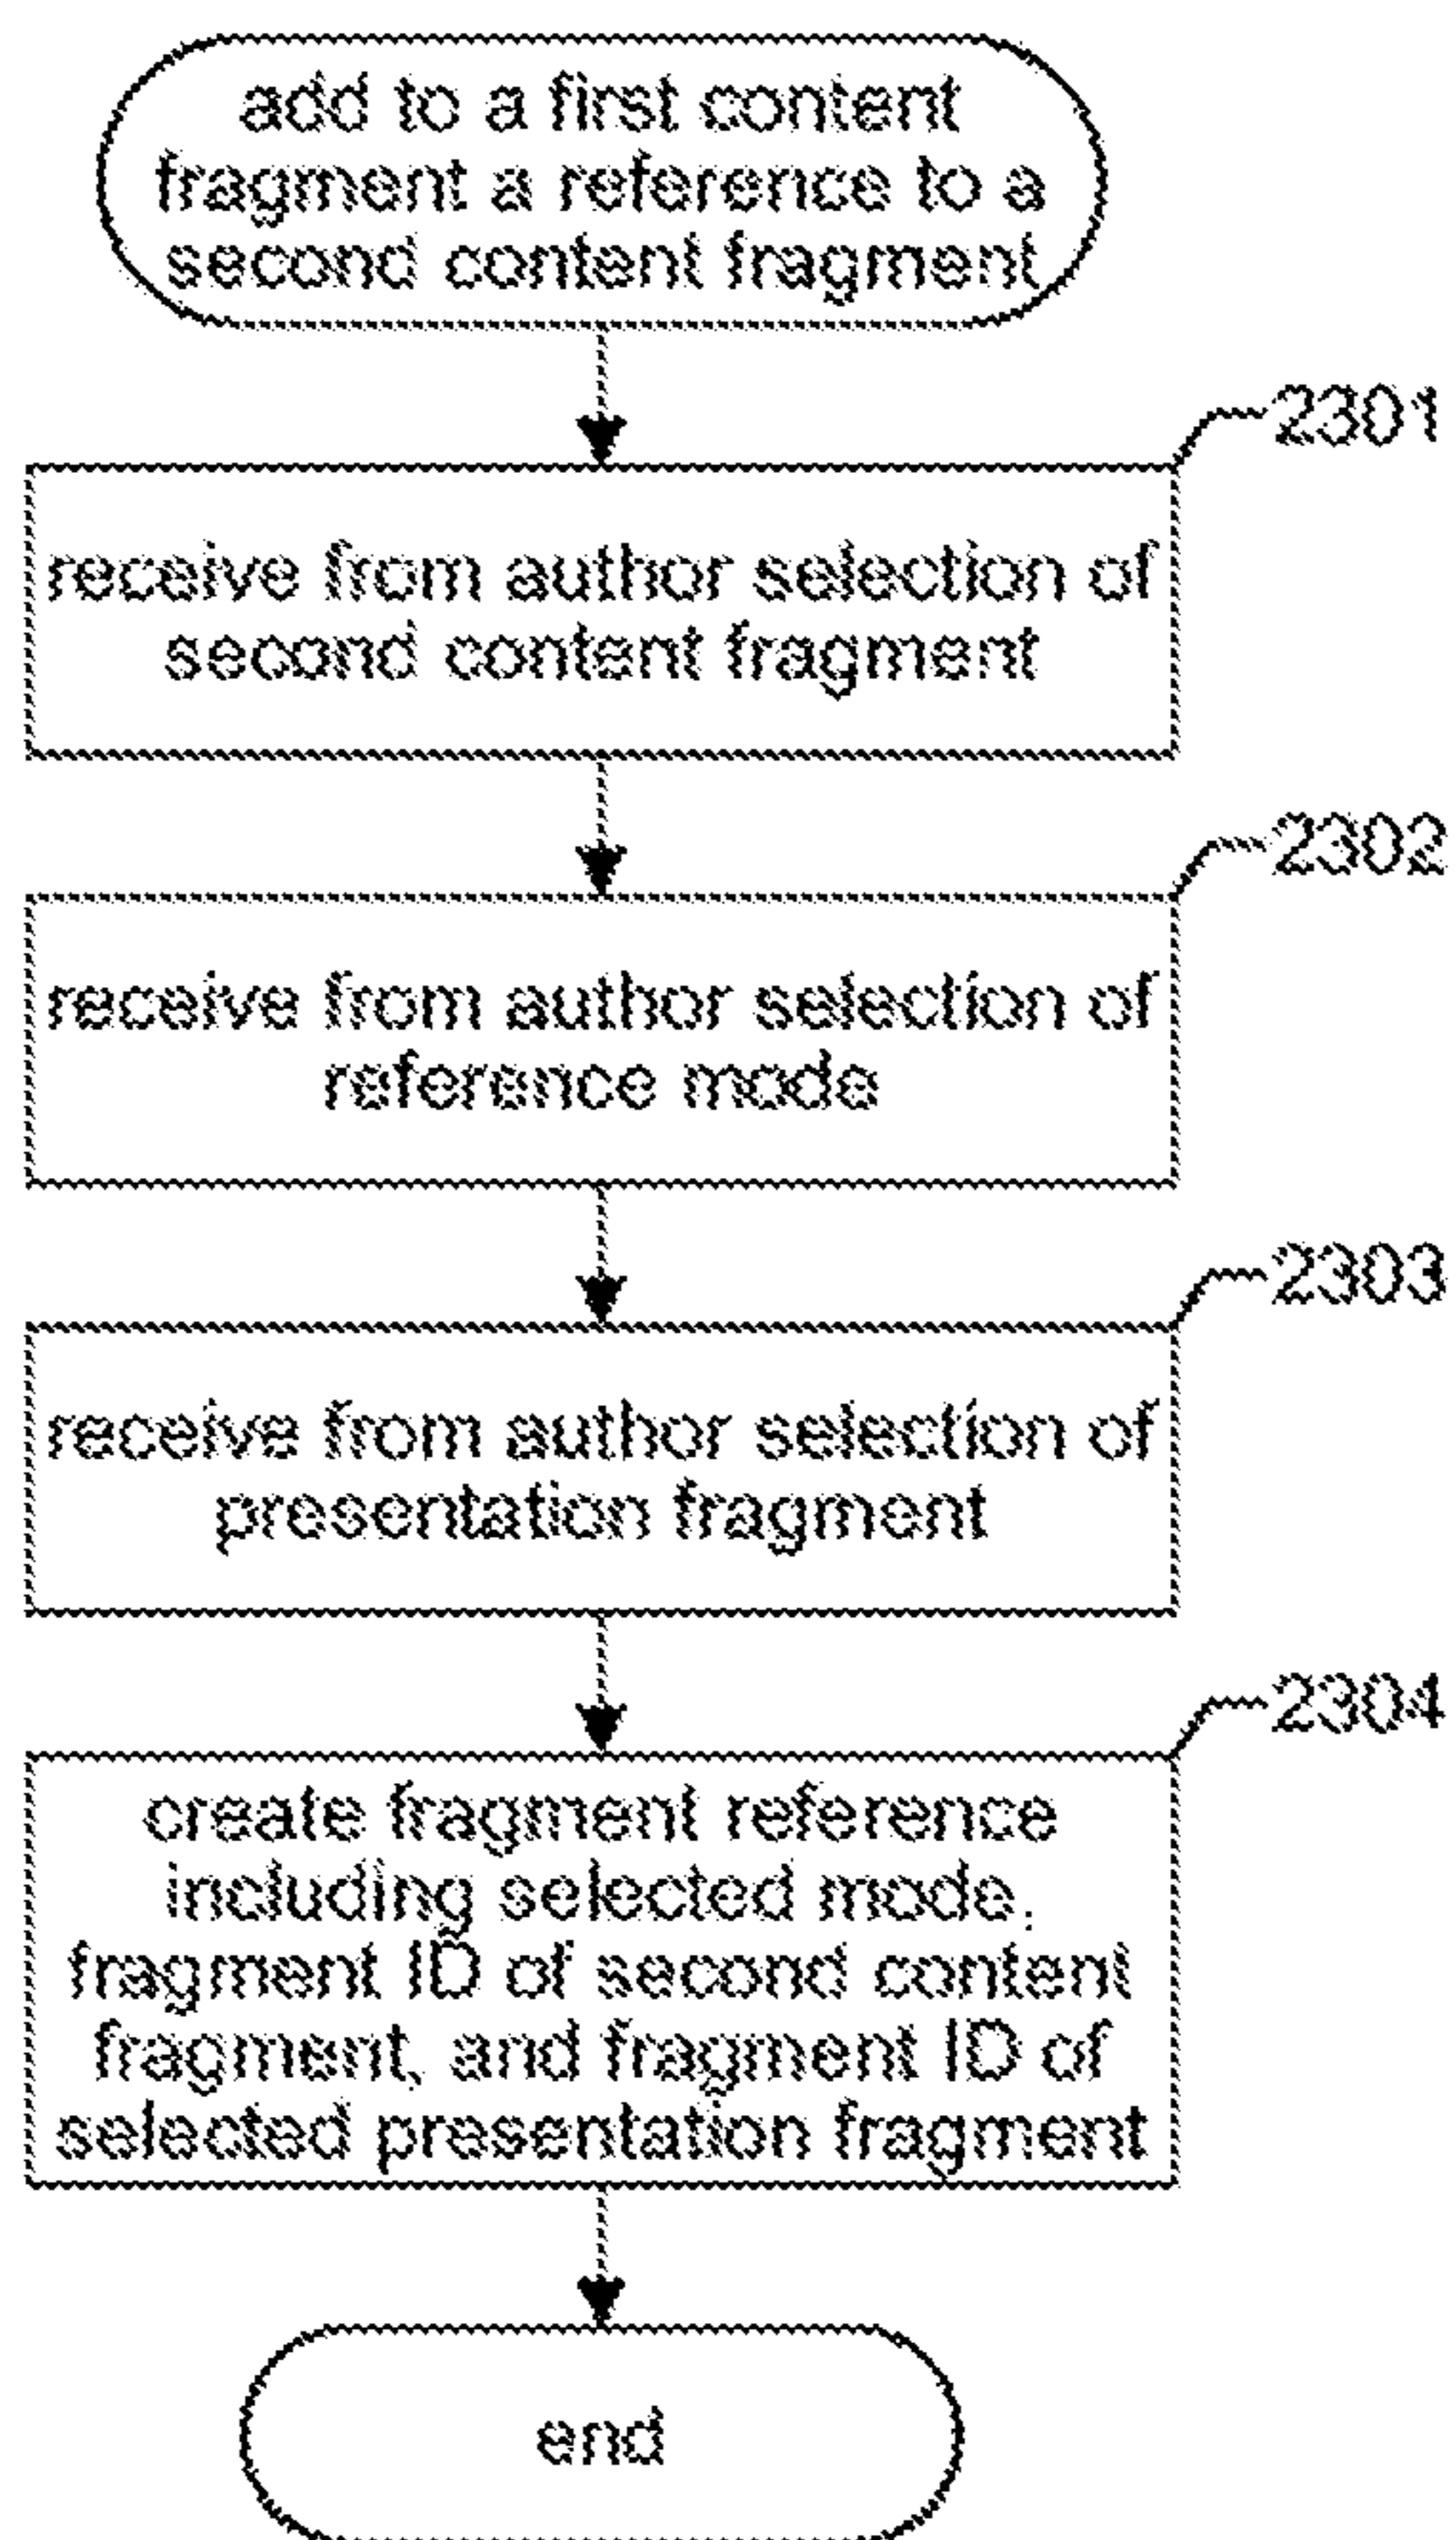 add to a first content
fragment a reference to a
second content fragment
2301
receive from author selection of
second content fragment
2302
receive from author selection of
reference mode
2303
receive from author selection of
presentation fragment
2304
create fragment reference
including selected mode,
fragment ID of second content
fragment, and fragment ID of
selected presentation fragment
end